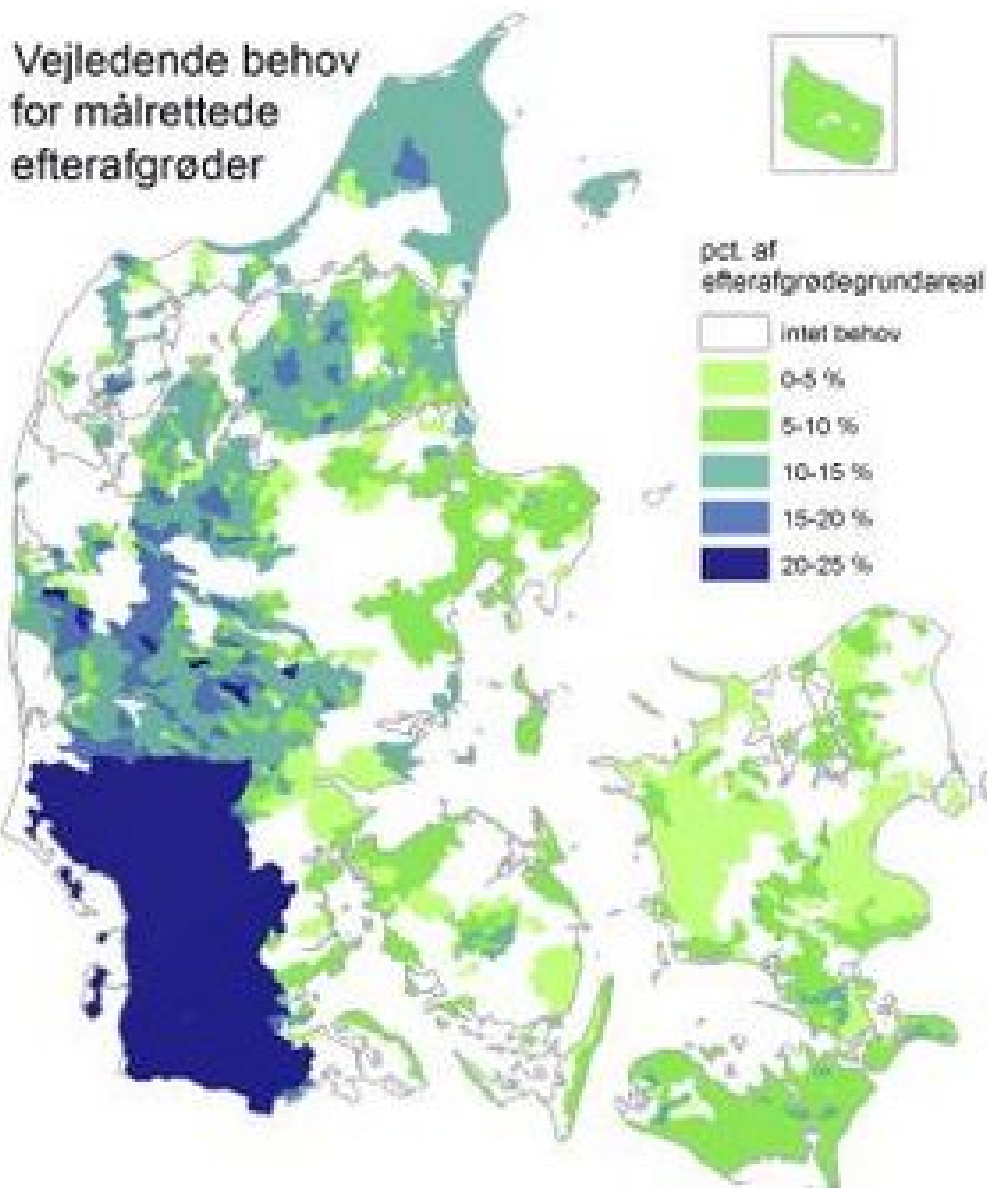 Vejledende behov
for målrettede
efterafgrøder
pct. af
efterafgrødegrundareal
intet behov
0-5 %
5-10 %
10-15 %
15-20 %
20-25 %